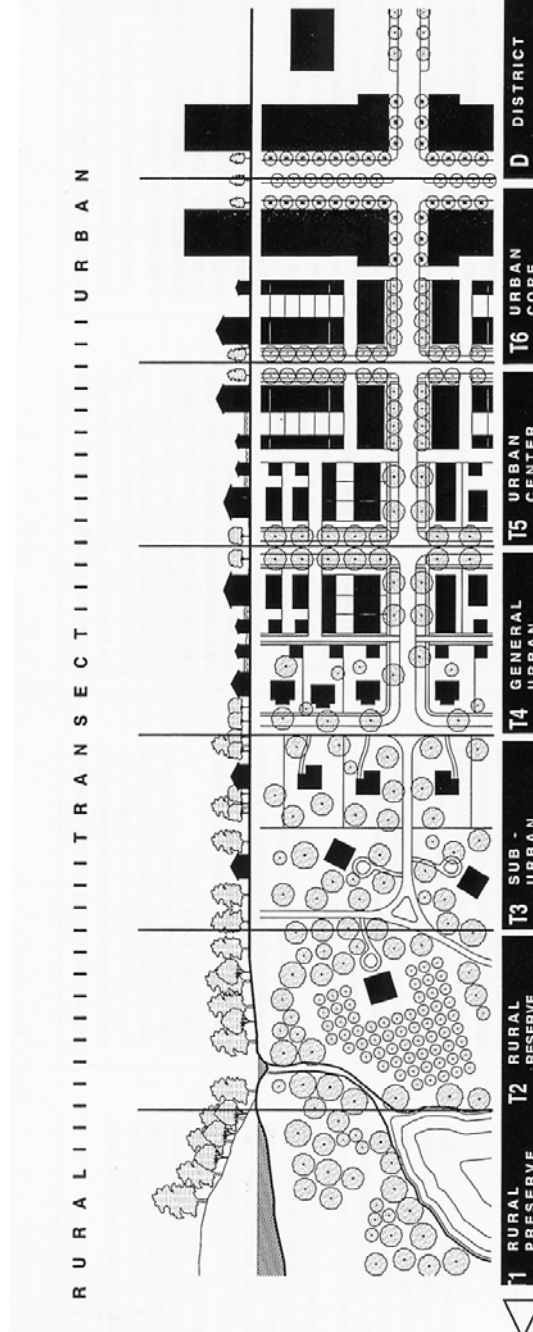 RURAL I I I I I I I I I I I I I I I TRANSECT I I I I I I I I I I I I I I I URBAN
T1 RURAL
PRESERVE
T2 RURAL
RESERVE
T3 SUB -
URBAN
T4 GENERAL
URBAN
T5 URBAN
CENTER
T6 URBAN
CORE
D DISTRICT